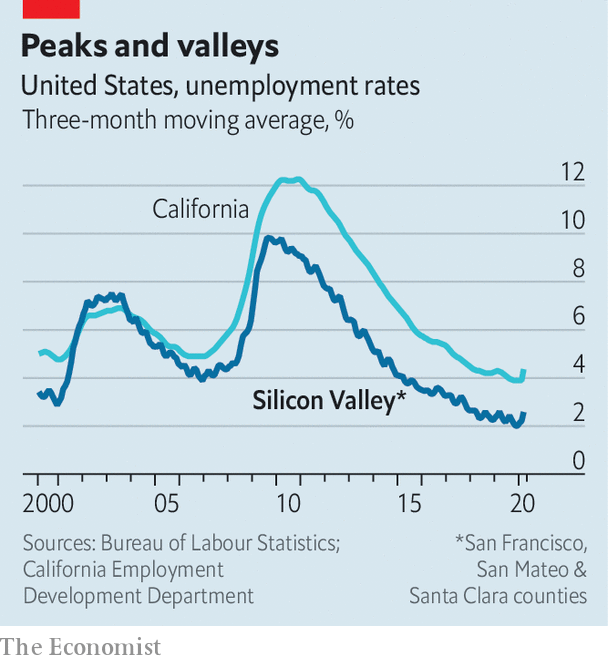 Peaks and valleys
United States, unemployment rates
Three-month moving average, %
12
California
10
8
6
4
Silicon Valley*
2
0
2000 05 10 15 20
Sources: Bureau of Labour Statistics;
California Employment
Development Department
*San Francisco,
San Mateo &
Santa Clara counties
The Economist